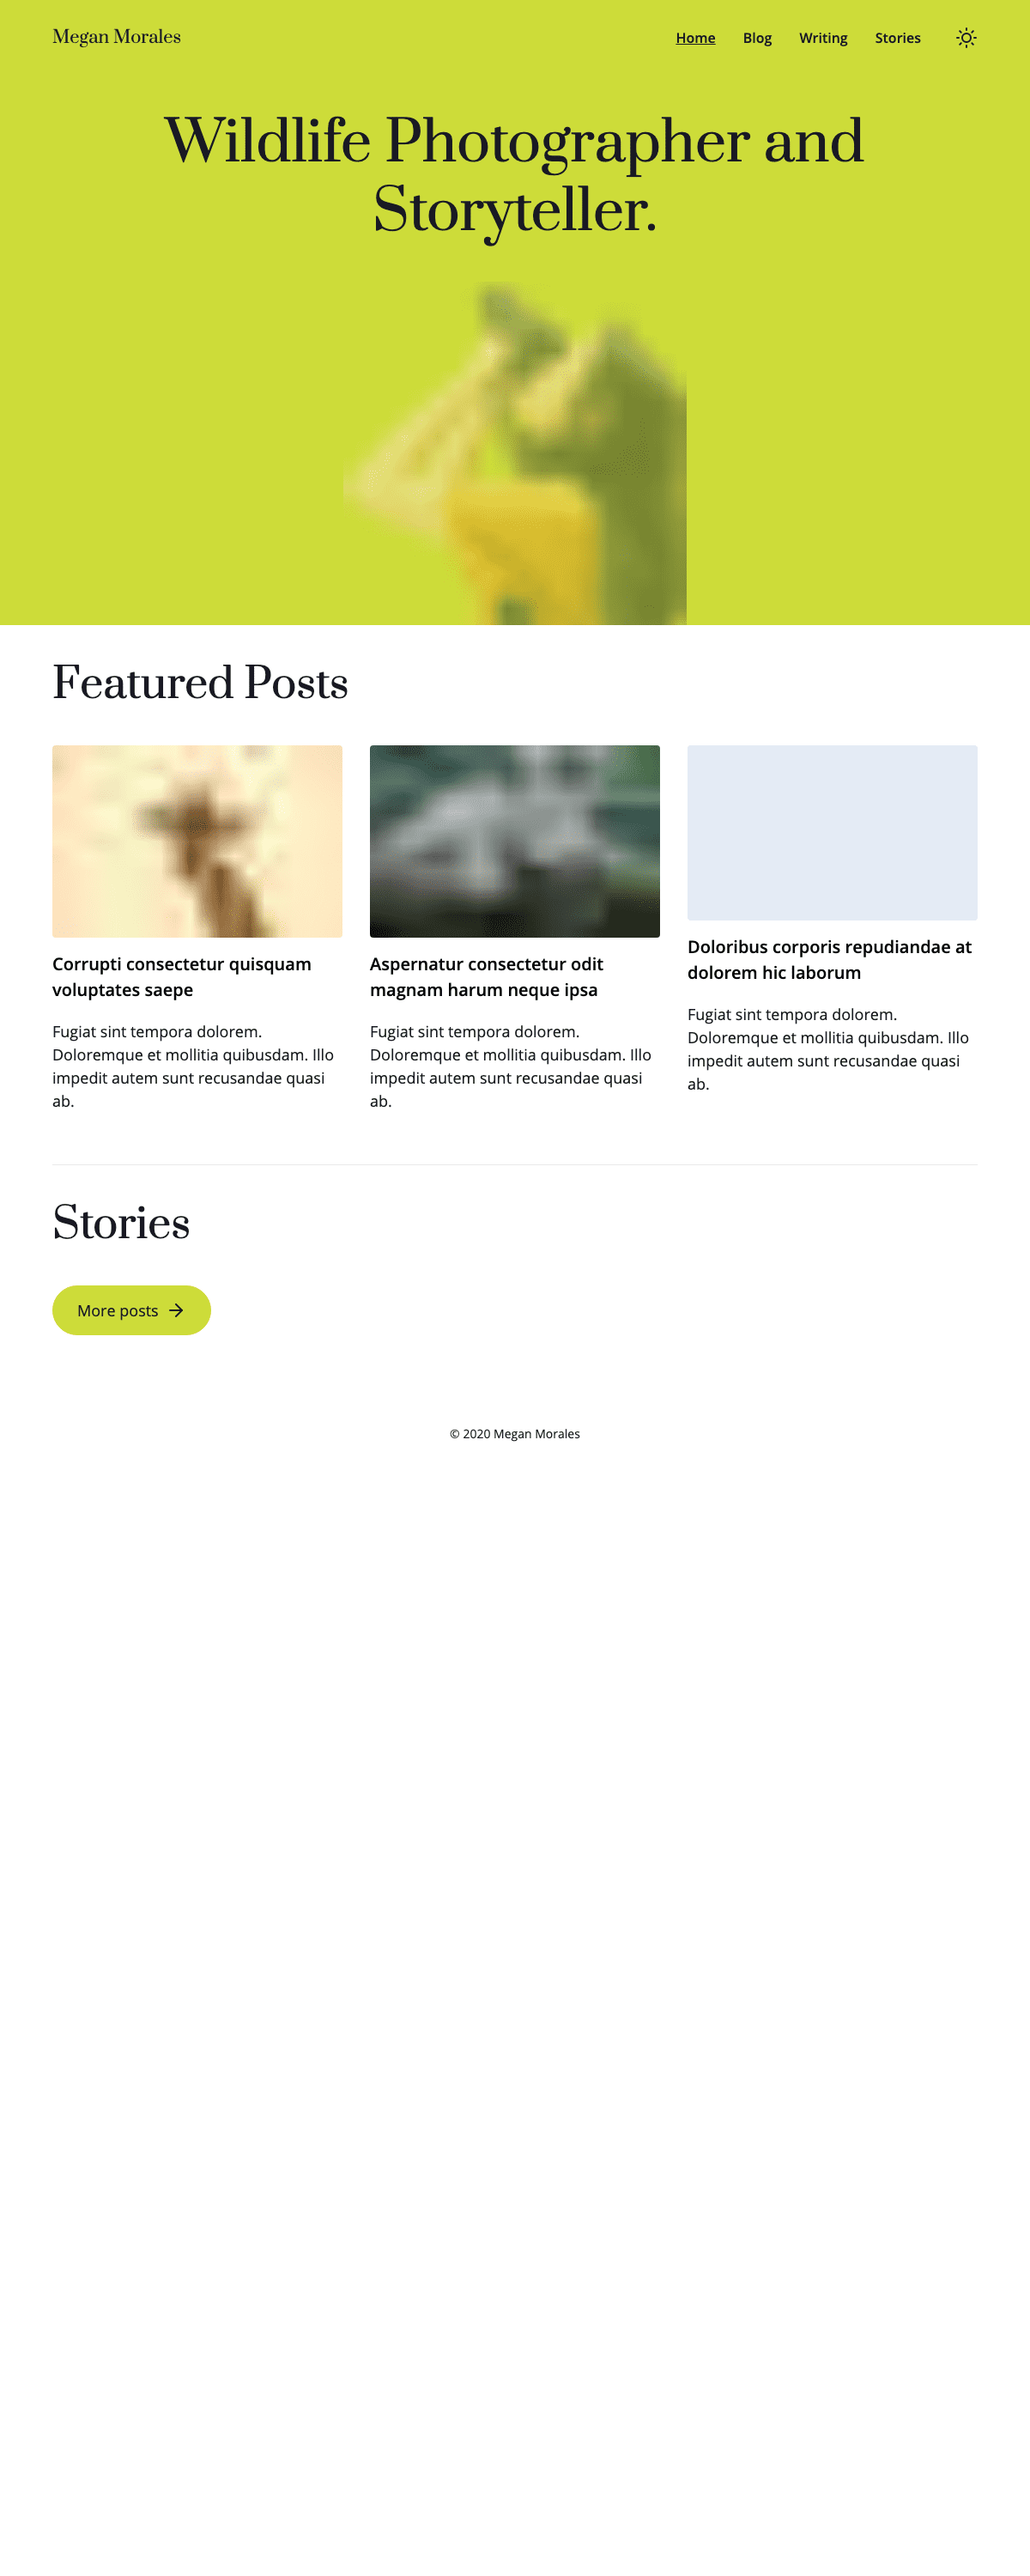 Megan Morales
Home Blog Writing Stories
Wildlife Photographer and
Storyteller.
Featured Posts
Corrupti consectetur quisquam
voluptates saepe
Fugiat sint tempora dolorem.
Doloremque et mollitia quibusdam. Illo
impedit autem sunt recusandae quasi
ab.
Aspernatur consectetur odit
magnam harum neque ipsa
Fugiat sint tempora dolorem.
Doloremque et mollitia quibusdam. Illo
impedit autem sunt recusandae quasi
ab.
Doloribus corporis repudiandae at
dolorem hic laborum
Fugiat sint tempora dolorem.
Doloremque et mollitia quibusdam. Illo
impedit autem sunt recusandae quasi
ab.
Stories
More posts
© 2020 Megan Morales